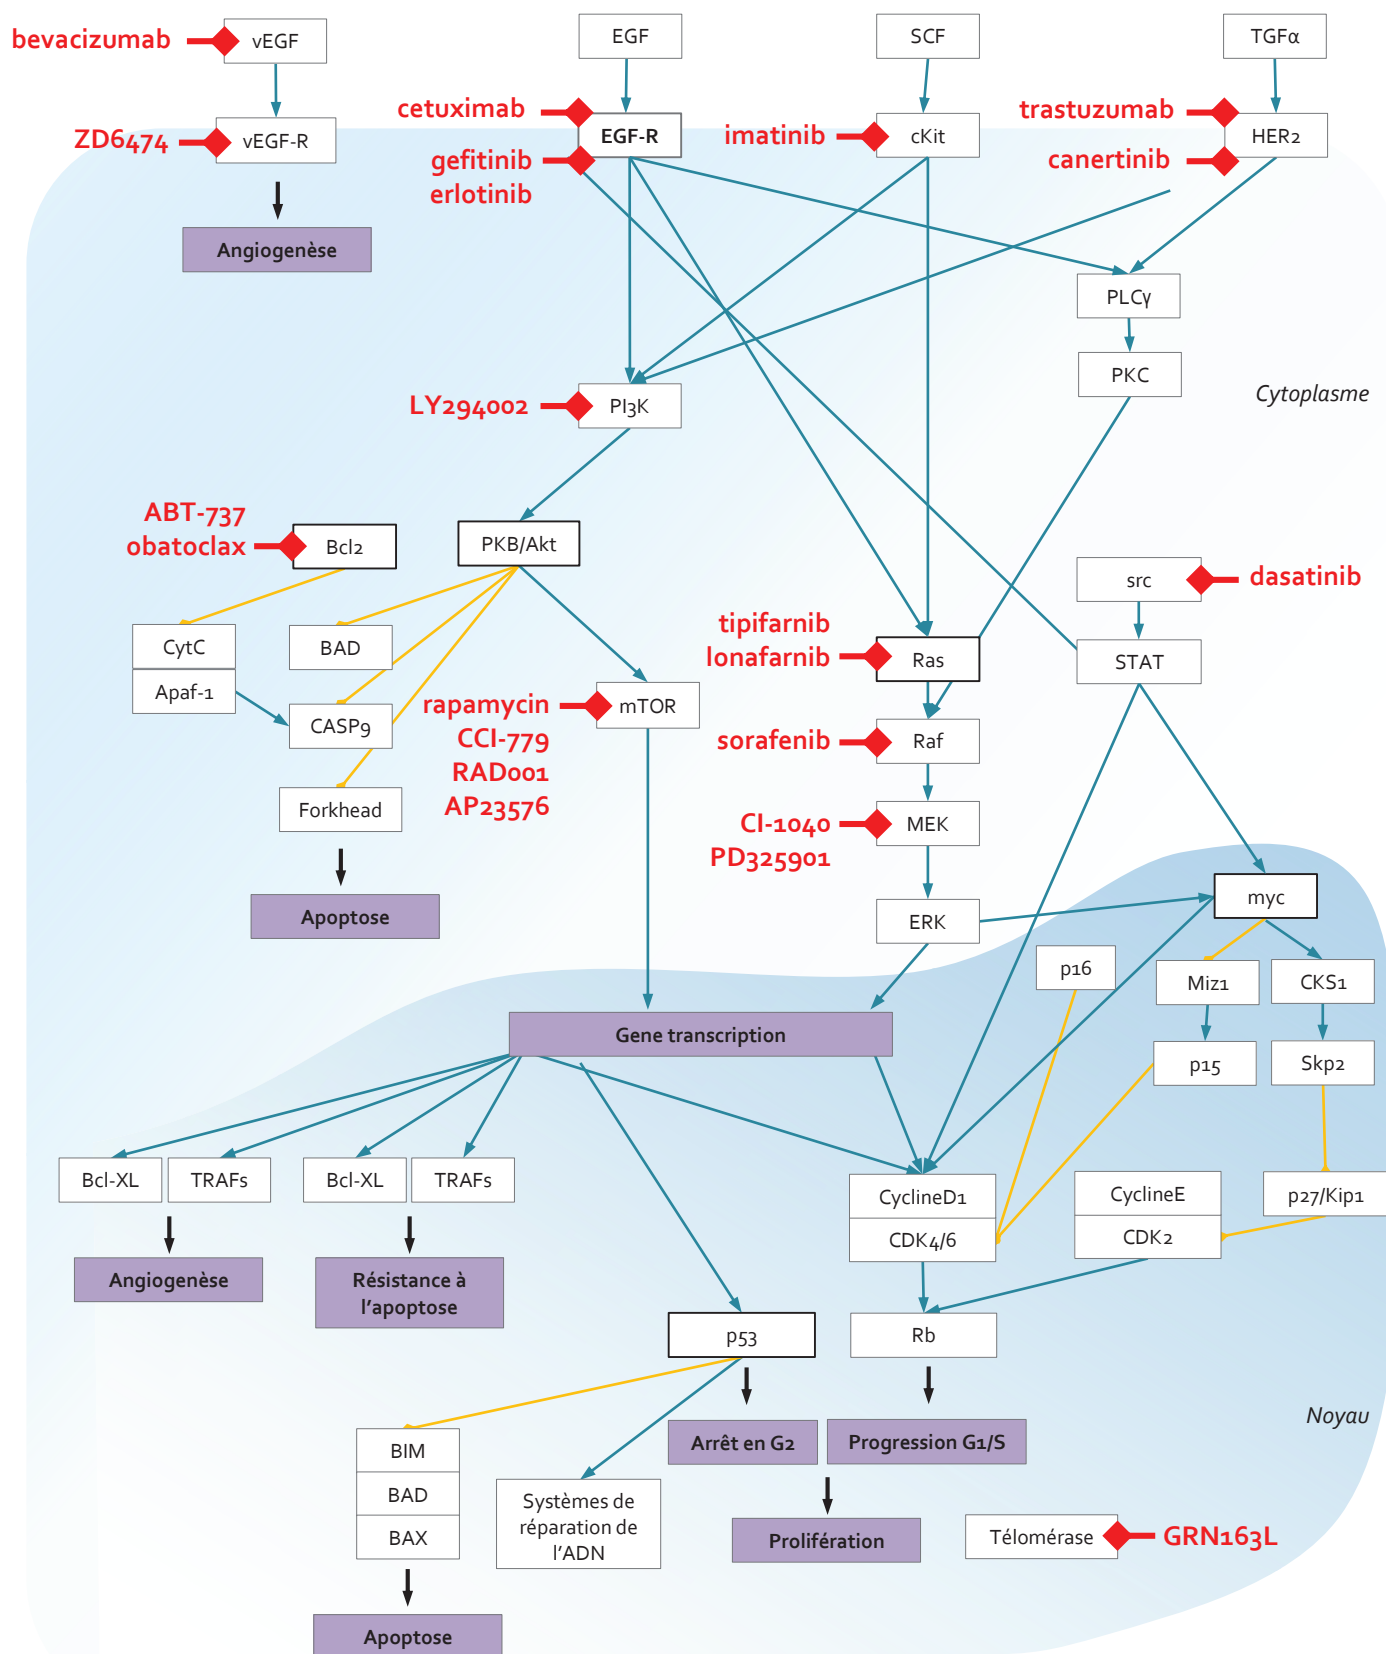 bevacizumab
vEGF
EGF
SCF
TGFα
cetuximab
trastuzumab
ZD6474
vEGF-R
EGF-R
imatinib
cKit
HER2
gefitinib
erlotinib
canertinib
Angiogenèse
PLCγ
PKC
Cytoplasme
LY294002
PI3K
ABT-737
obatoclax
Bcl2
PKB/Akt
src
dasatinib
CytC
Apaf-1
BAD
tipifarnib
lonafarnib
Ras
STAT
CASP9
rapamycin
CCI-779
RAD001
AP23576
mTOR
sorafenib
Raf
Forkhead
CI-1040
PD325901
MEK
Apoptose
ERK
myc
p16
Miz1
CKS1
Gene transcription
p15
Skp2
Bcl-XL
TRAFs
Bcl-XL
TRAFs
CyclineD1
CDK4/6
CyclineE
CDK2
p27/Kip1
Angiogenèse
Résistance à
l'apoptose
p53
Rb
Noyau
Arrêt en G2
Progression G1/S
BIM
BAD
BAX
Systèmes de
réparation de
l'ADN
Prolifération
Télomérase
GRN163L
Apoptose